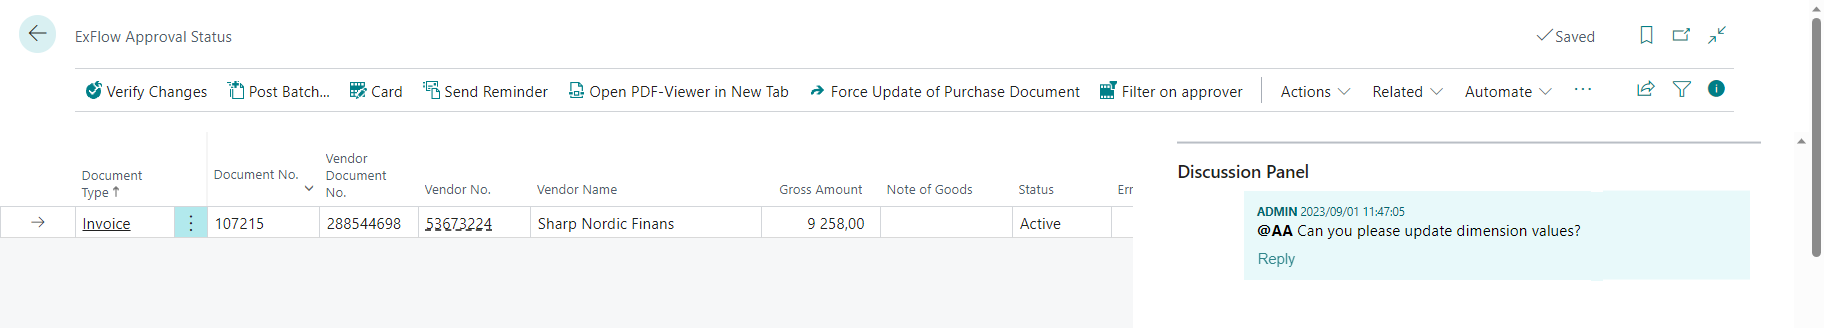 ExFlow Approval Status
Saved
Verify Changes
Post Batch...
Card
Send Reminder
Open PDF-Viewer in New Tab
Force Update of Purchase Document
Filter on approver
Actions
Related
Automate
...
Document
Type ↑
Document No.
Vendor
Document
No.
Vendor No.
Vendor Name
Gross Amount
Note of Goods
Status
Err
Invoice
107215
288544698
53673224
Sharp Nordic Finans
9 258,00
Active
Discussion Panel
ADMIN 2023/09/01 11:47:05
@AA Can you please update dimension values?
Reply